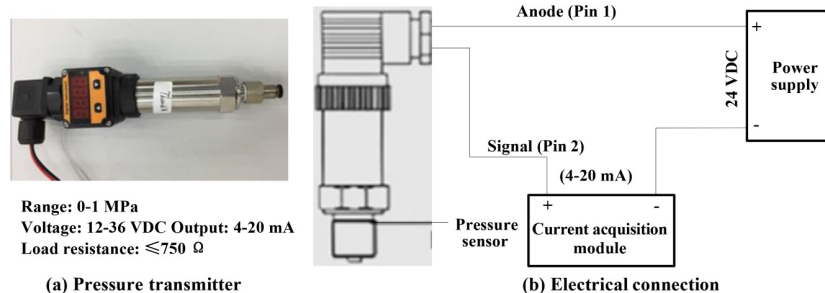 Range: 0-1 MPa
Voltage: 12-36 VDC Output: 4-20 mA
Load resistance: ≤750 Ω
(a) Pressure transmitter
Anode (Pin 1)
+
24 VDC
Power
supply
-
Signal (Pin 2)
(4-20 mA)
+ -
Current acquisition
module
Pressure
sensor
(b) Electrical connection